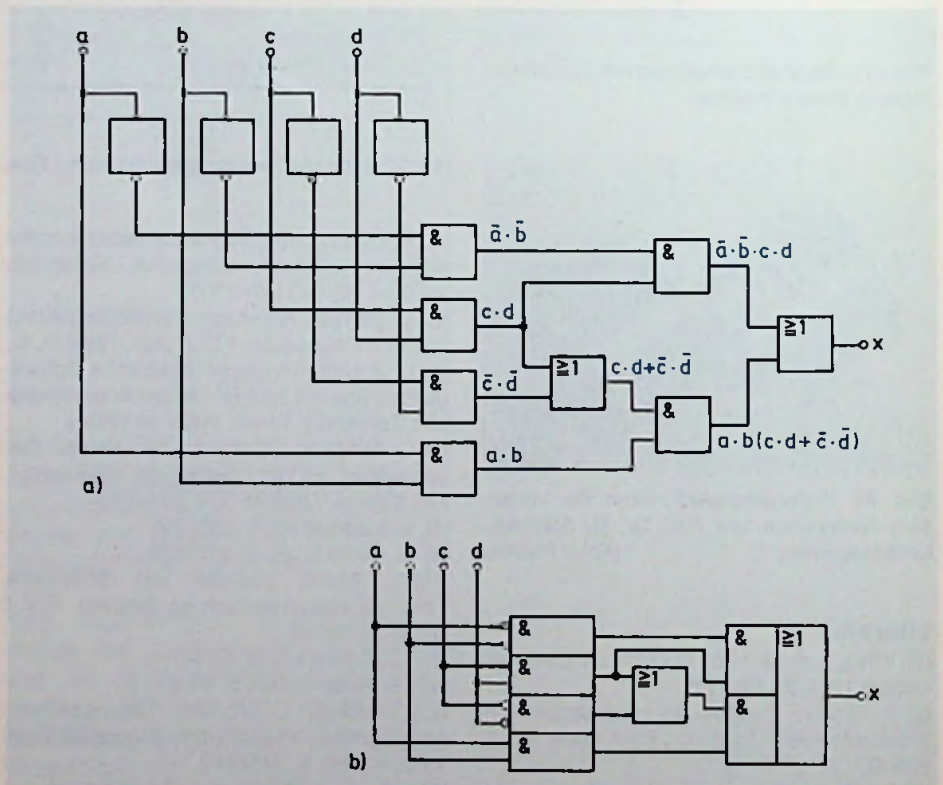 a b c d
& ā·b̄
& ā·b̄·c·d
& c·d
≥1 x
≥1 c·d+c̄·d̄
& c̄·d̄
&
a·b(c·d+c̄·d̄)
& a·b
a)
a b c d
& & ≥1
&
≥1
& &
x
&
b)